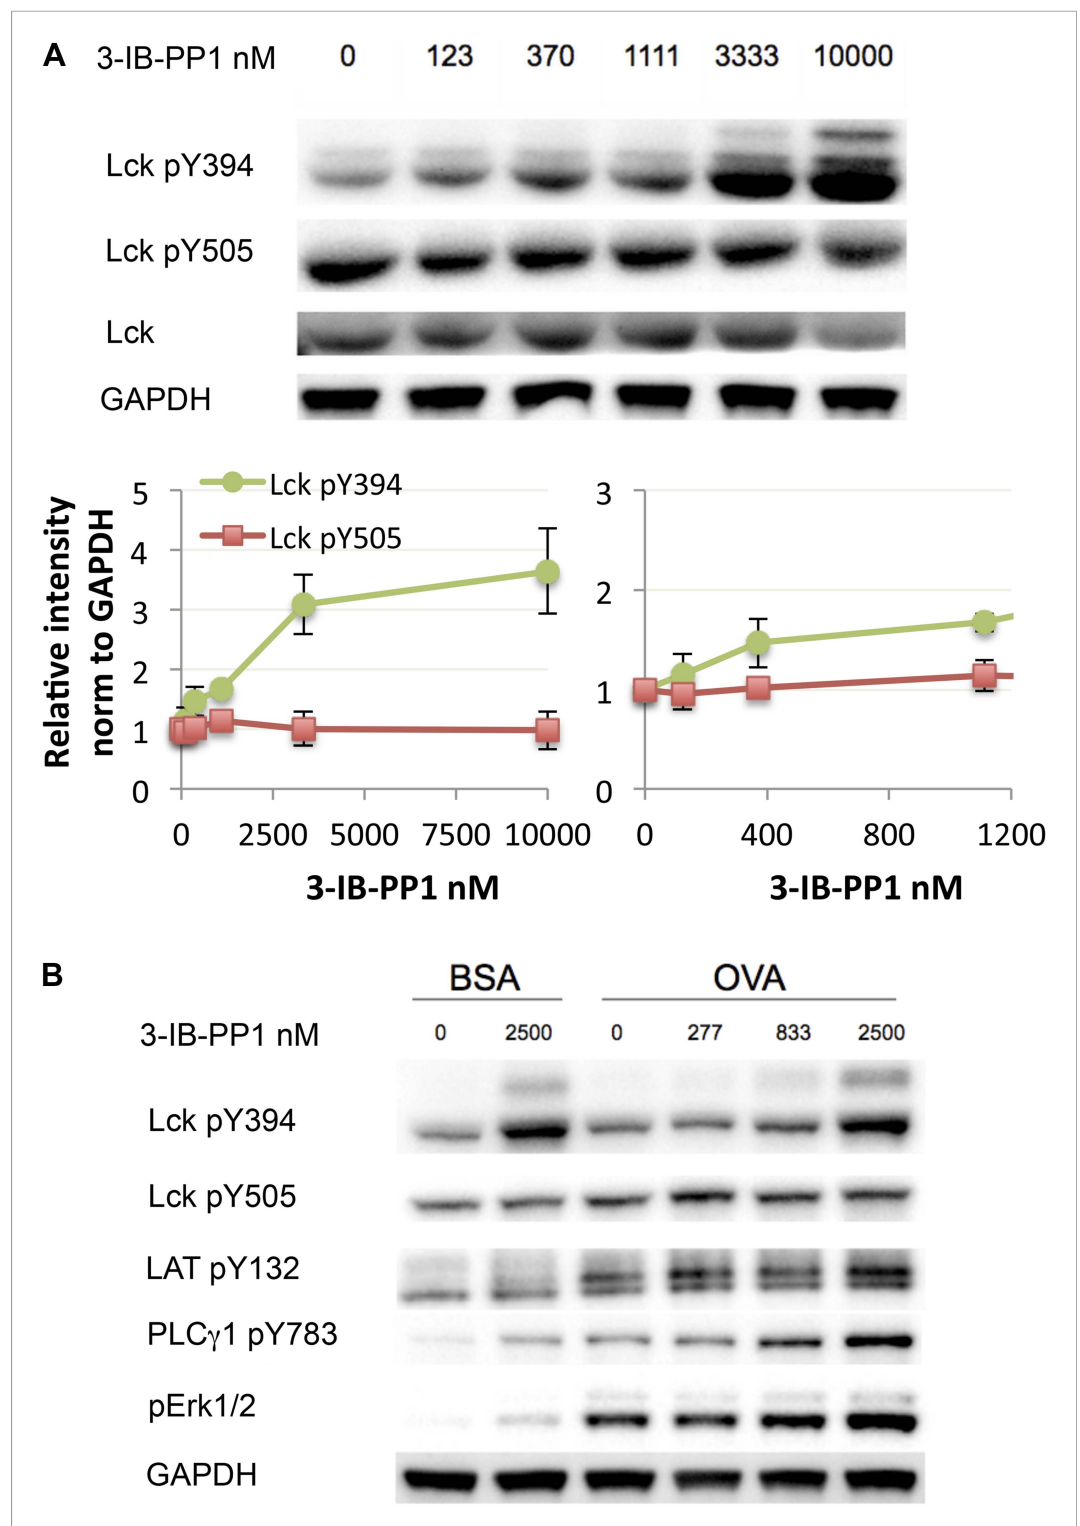 A 3-IB-PP1 nM 0 123 370 1111 3333 10000
Lck pY394
Lck pY505
Lck
GAPDH
Relative intensity
norm to GAPDH
5
4
3
2
1
0
Lck pY394
Lck pY505
0 2500 5000 7500 10000
3-IB-PP1 nM
3
2
1
0
0 400 800 1200
3-IB-PP1 nM
B BSA OVA
3-IB-PP1 nM 0 2500 0 277 833 2500
Lck pY394
Lck pY505
LAT pY132
PLCγ1 pY783
pErk1/2
GAPDH